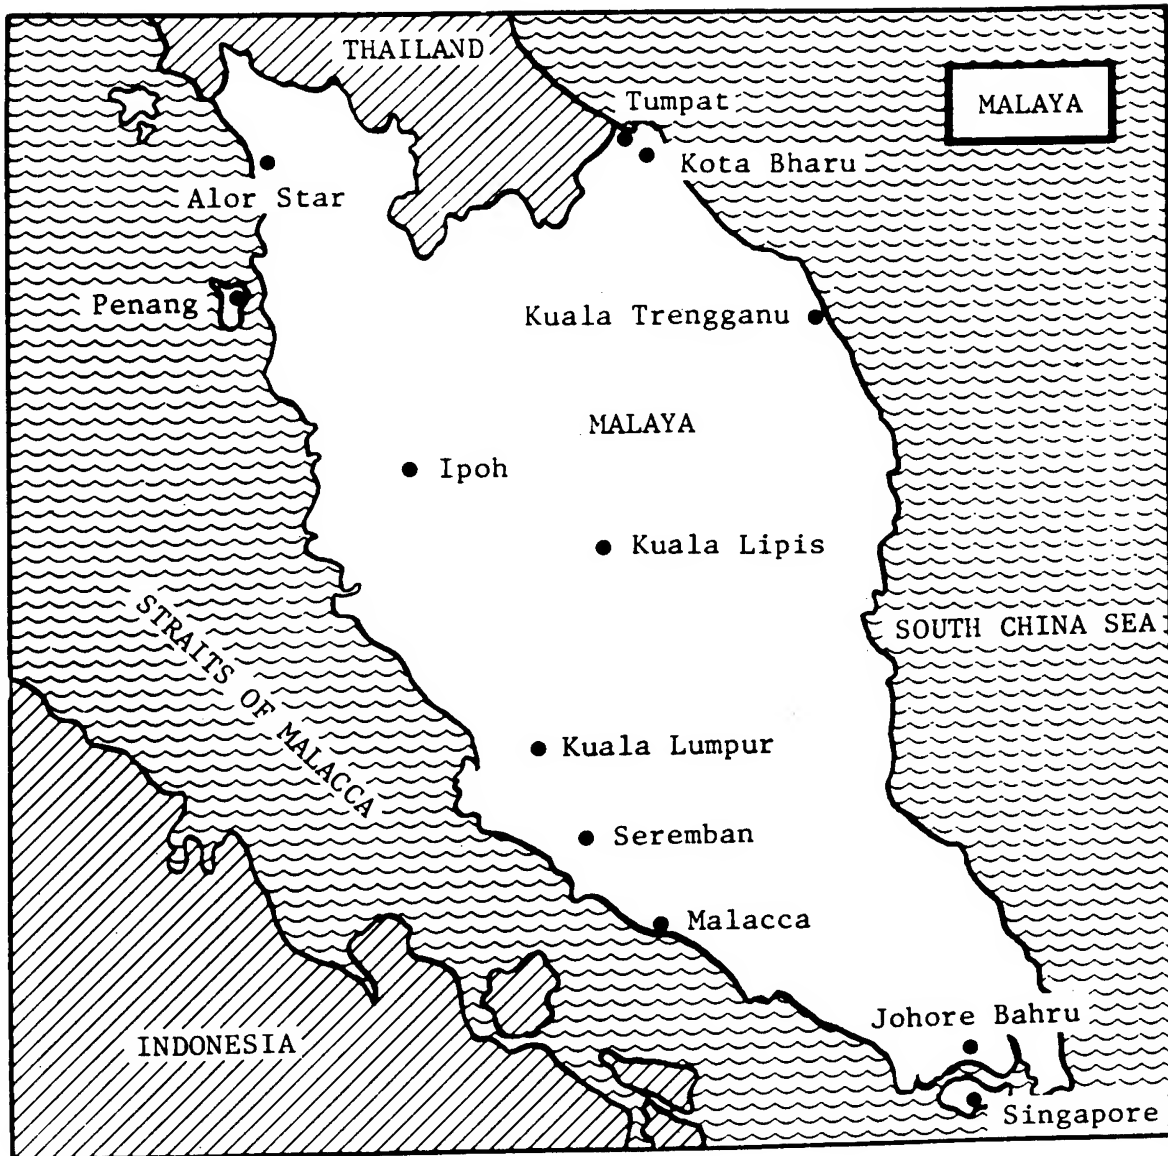 THAILAND
MALAYA
Tumpat
Kota Bharu
Alor Star
Penang
Kuala Trengganu
MALAYA
Ipoh
Kuala Lipis
STRAITS OF MALACCA
SOUTH CHINA SEA
Kuala Lumpur
Seremban
Malacca
Johore Bahru
INDONESIA
Singapore